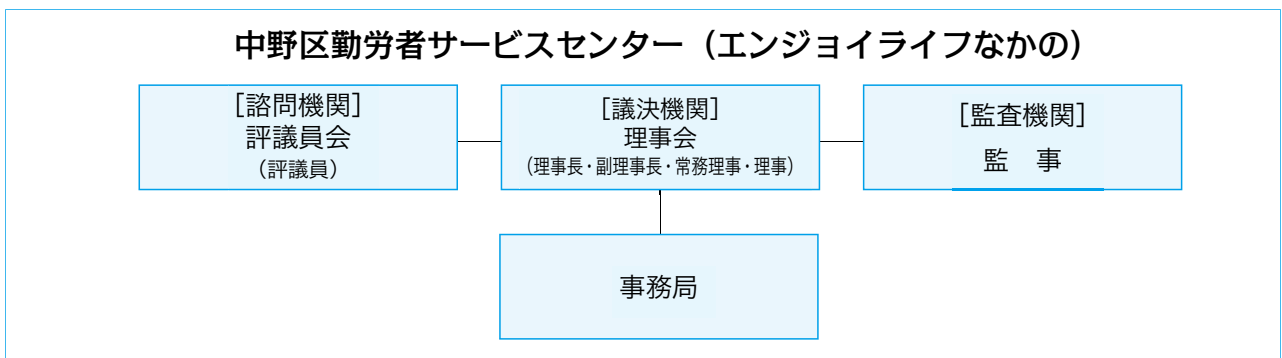 中野区勤労者サービスセンター（エンジョイライフなかの）
［諮問機関］
評議員会
（評議員）
［議決機関］
理事会
（理事長・副理事長・常務理事・理事）
［監査機関］
監　事
事務局